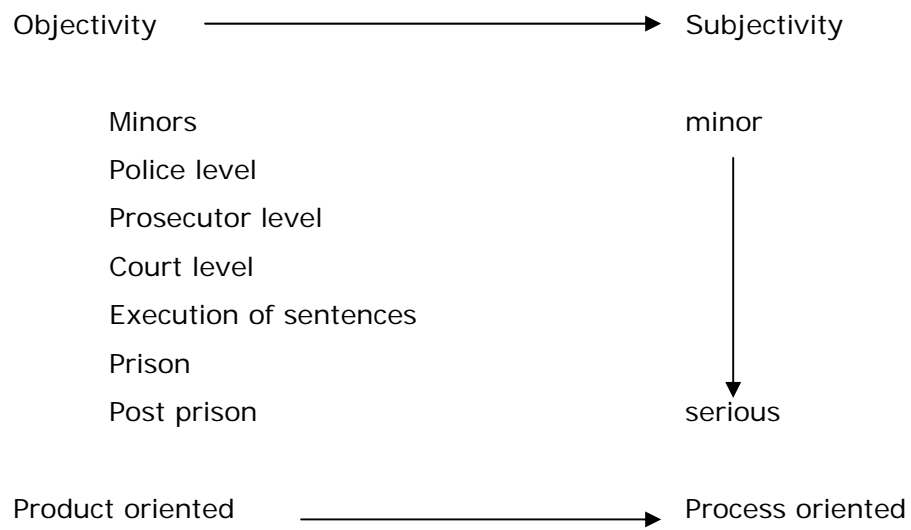 Objectivity Subjectivity
Minors minor
Police level
Prosecutor level
Court level
Execution of sentences
Prison
Post prison serious
Product oriented Process oriented